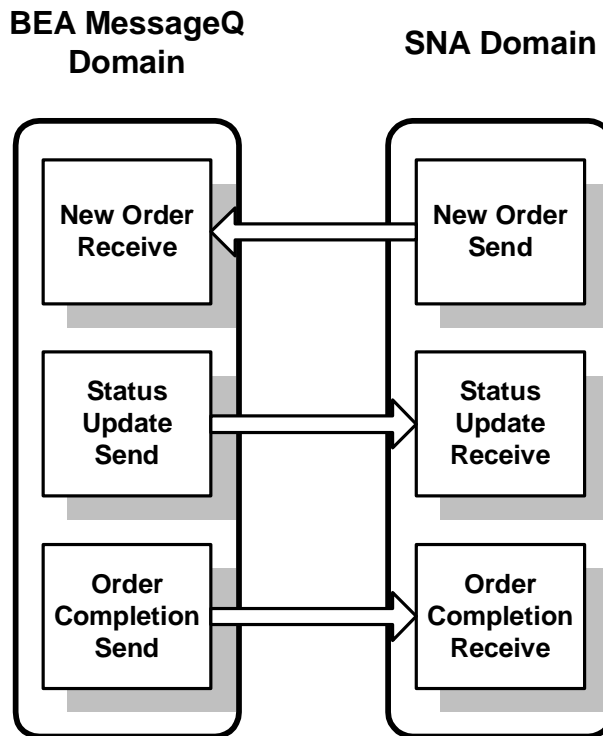 BEA MessageQ
Domain
SNA Domain
New Order
Receive
New Order
Send
Status
Update
Send
Status
Update
Receive
Order
Completion
Send
Order
Completion
Receive